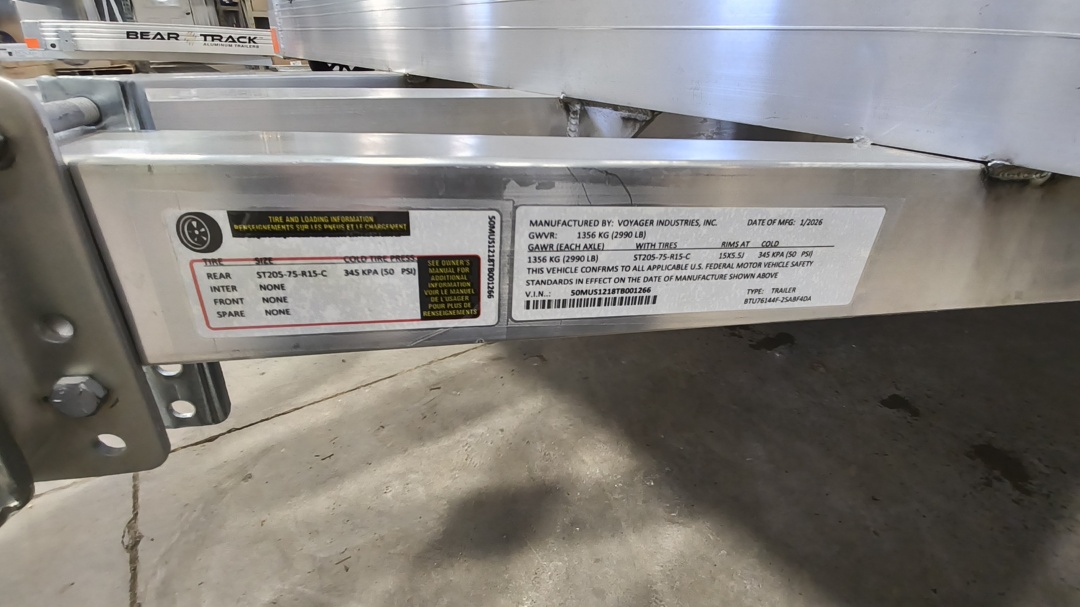 BEAR TRACK
ALUMINUM TRAILERS
TIRE AND LOADING INFORMATION
RENSEIGNEMENTS SUR LES PNEUS ET LE CHARGEMENT
TIRE SIZE COLD TIRE PRESS.
REAR ST205-75-R15-C 345 KPA (50 PSI)
INTER NONE
FRONT NONE
SPARE NONE
SEE OWNER'S
MANUAL FOR
ADDITIONAL
INFORMATION
VOIR LE MANUEL
DE L'USAGER
POUR PLUS DE
RENSEIGNEMENTS
50MUS1218TB001266
MANUFACTURED BY: VOYAGER INDUSTRIES, INC. DATE OF MFG: 1/2026
GWVR: 1356 KG (2990 LB)
GAWR (EACH AXLE) WITH TIRES RIMS AT COLD
1356 KG (2990 LB) ST205-75-R15-C 15X5.5J 345 KPA (50 PSI)
THIS VEHICLE CONFRMS TO ALL APPLICABLE U.S. FEDERAL MOTOR VEHICLE SAFETY
STANDARDS IN EFFECT ON THE DATE OF MANUFACTURE SHOWN ABOVE
V.I.N..: 50MUS1218TB001266 TYPE: TRAILER
BTU76144F-2SABF4DA